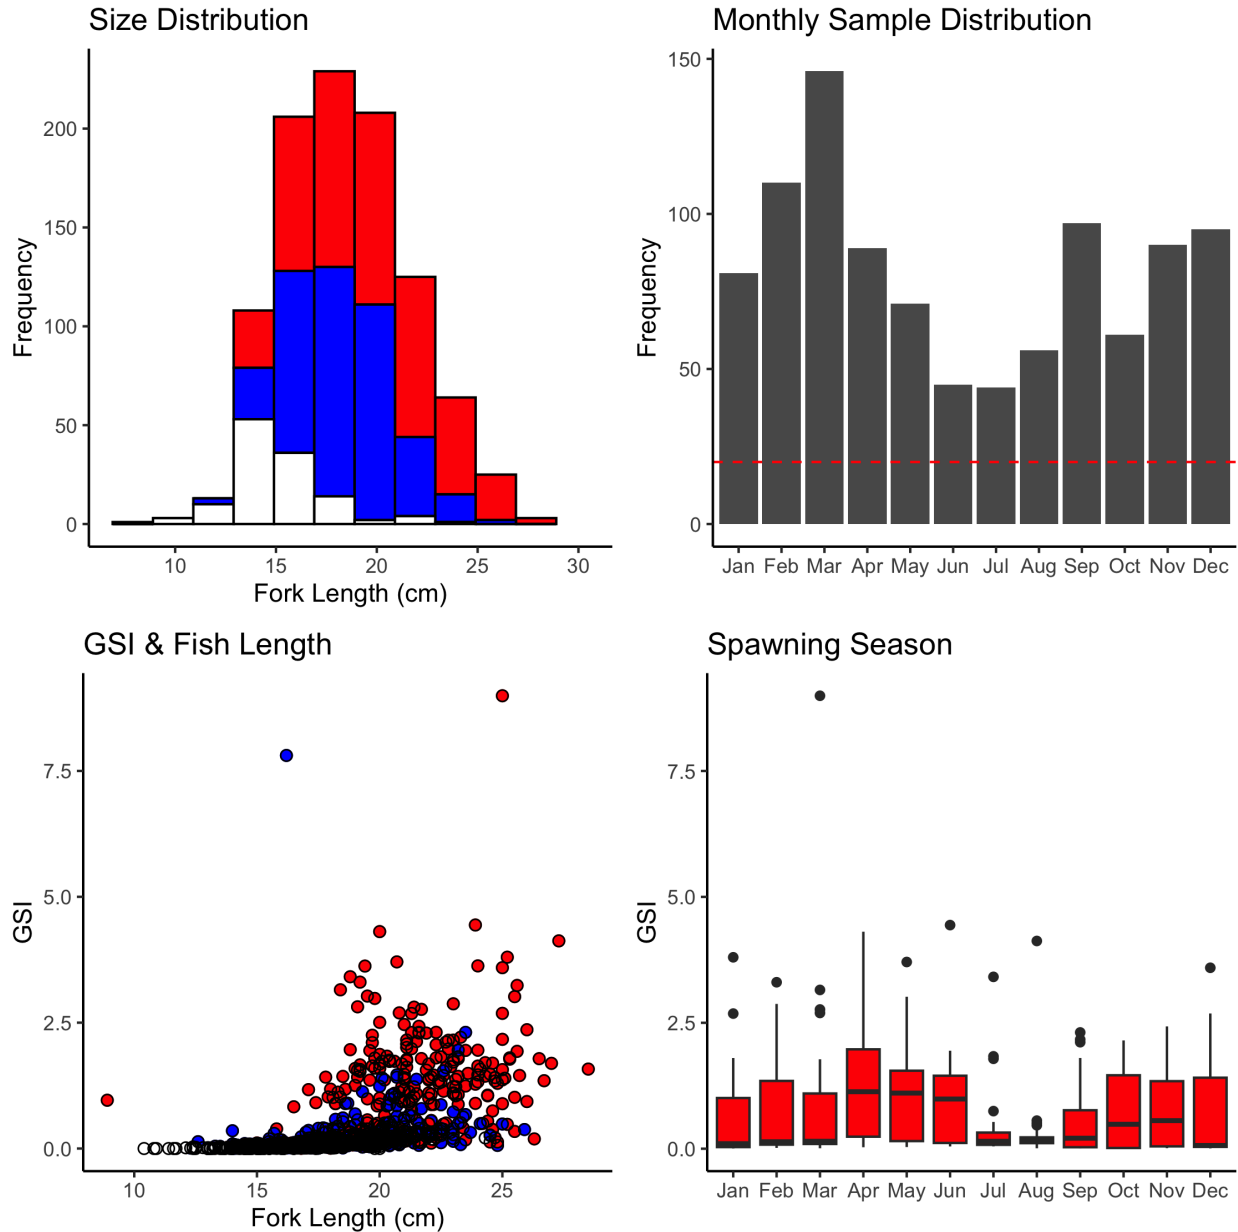 Size Distribution
Frequency
200
150
100
50
0
10 15 20 25 30
Fork Length (cm)
Monthly Sample Distribution
Frequency
150
100
50
0
Jan Feb Mar Apr May Jun Jul Aug Sep Oct Nov Dec
GSI & Fish Length
GSI
7.5
5.0
2.5
0.0
10 15 20 25
Fork Length (cm)
Spawning Season
GSI
7.5
5.0
2.5
0.0
Jan Feb Mar Apr May Jun Jul Aug Sep Oct Nov Dec